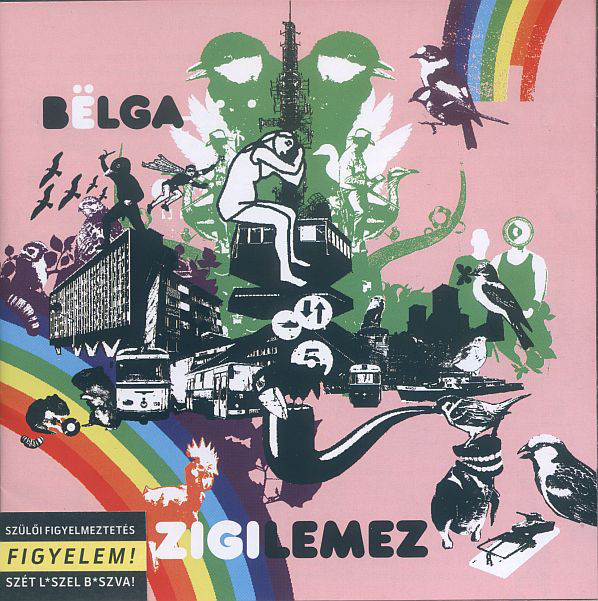 BËLGA
5
ZIGILEMEZ
SZÜLŐI FIGYELMEZTETÉS
FIGYELEM!
SZÉT L*SZEL B*SZVA!